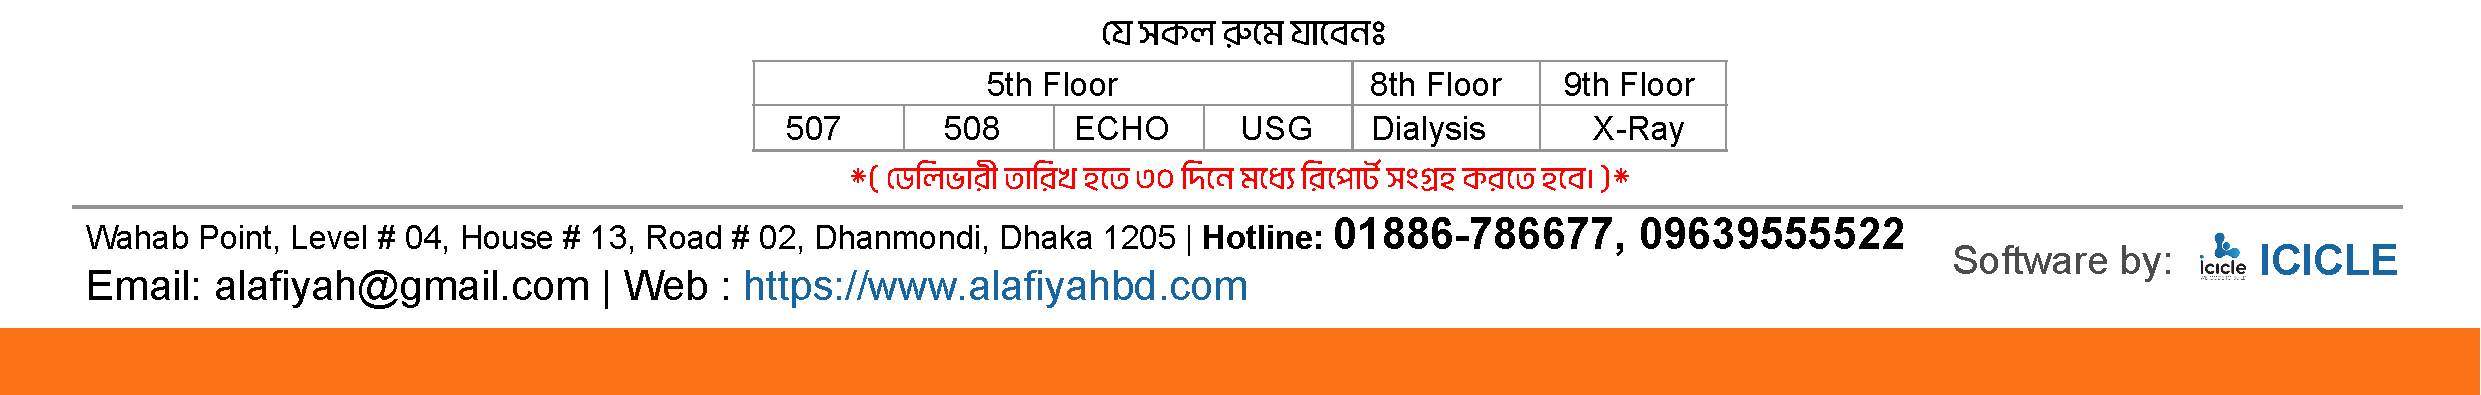 যে সকল রুমে যাবেনঃ
5th Floor 8th Floor 9th Floor
507 508 ECHO USG Dialysis X-Ray
*( ডেলিভারী তারিখ হতে ৩০ দিনে মধ্যে রিপোর্ট সংগ্রহ করতে হবে। )*
Wahab Point, Level # 04, House # 13, Road # 02, Dhanmondi, Dhaka 1205 | Hotline: 01886-786677, 09639555522
Email: alafiyah@gmail.com | Web : https://www.alafiyahbd.com
Software by: icicle ICICLE